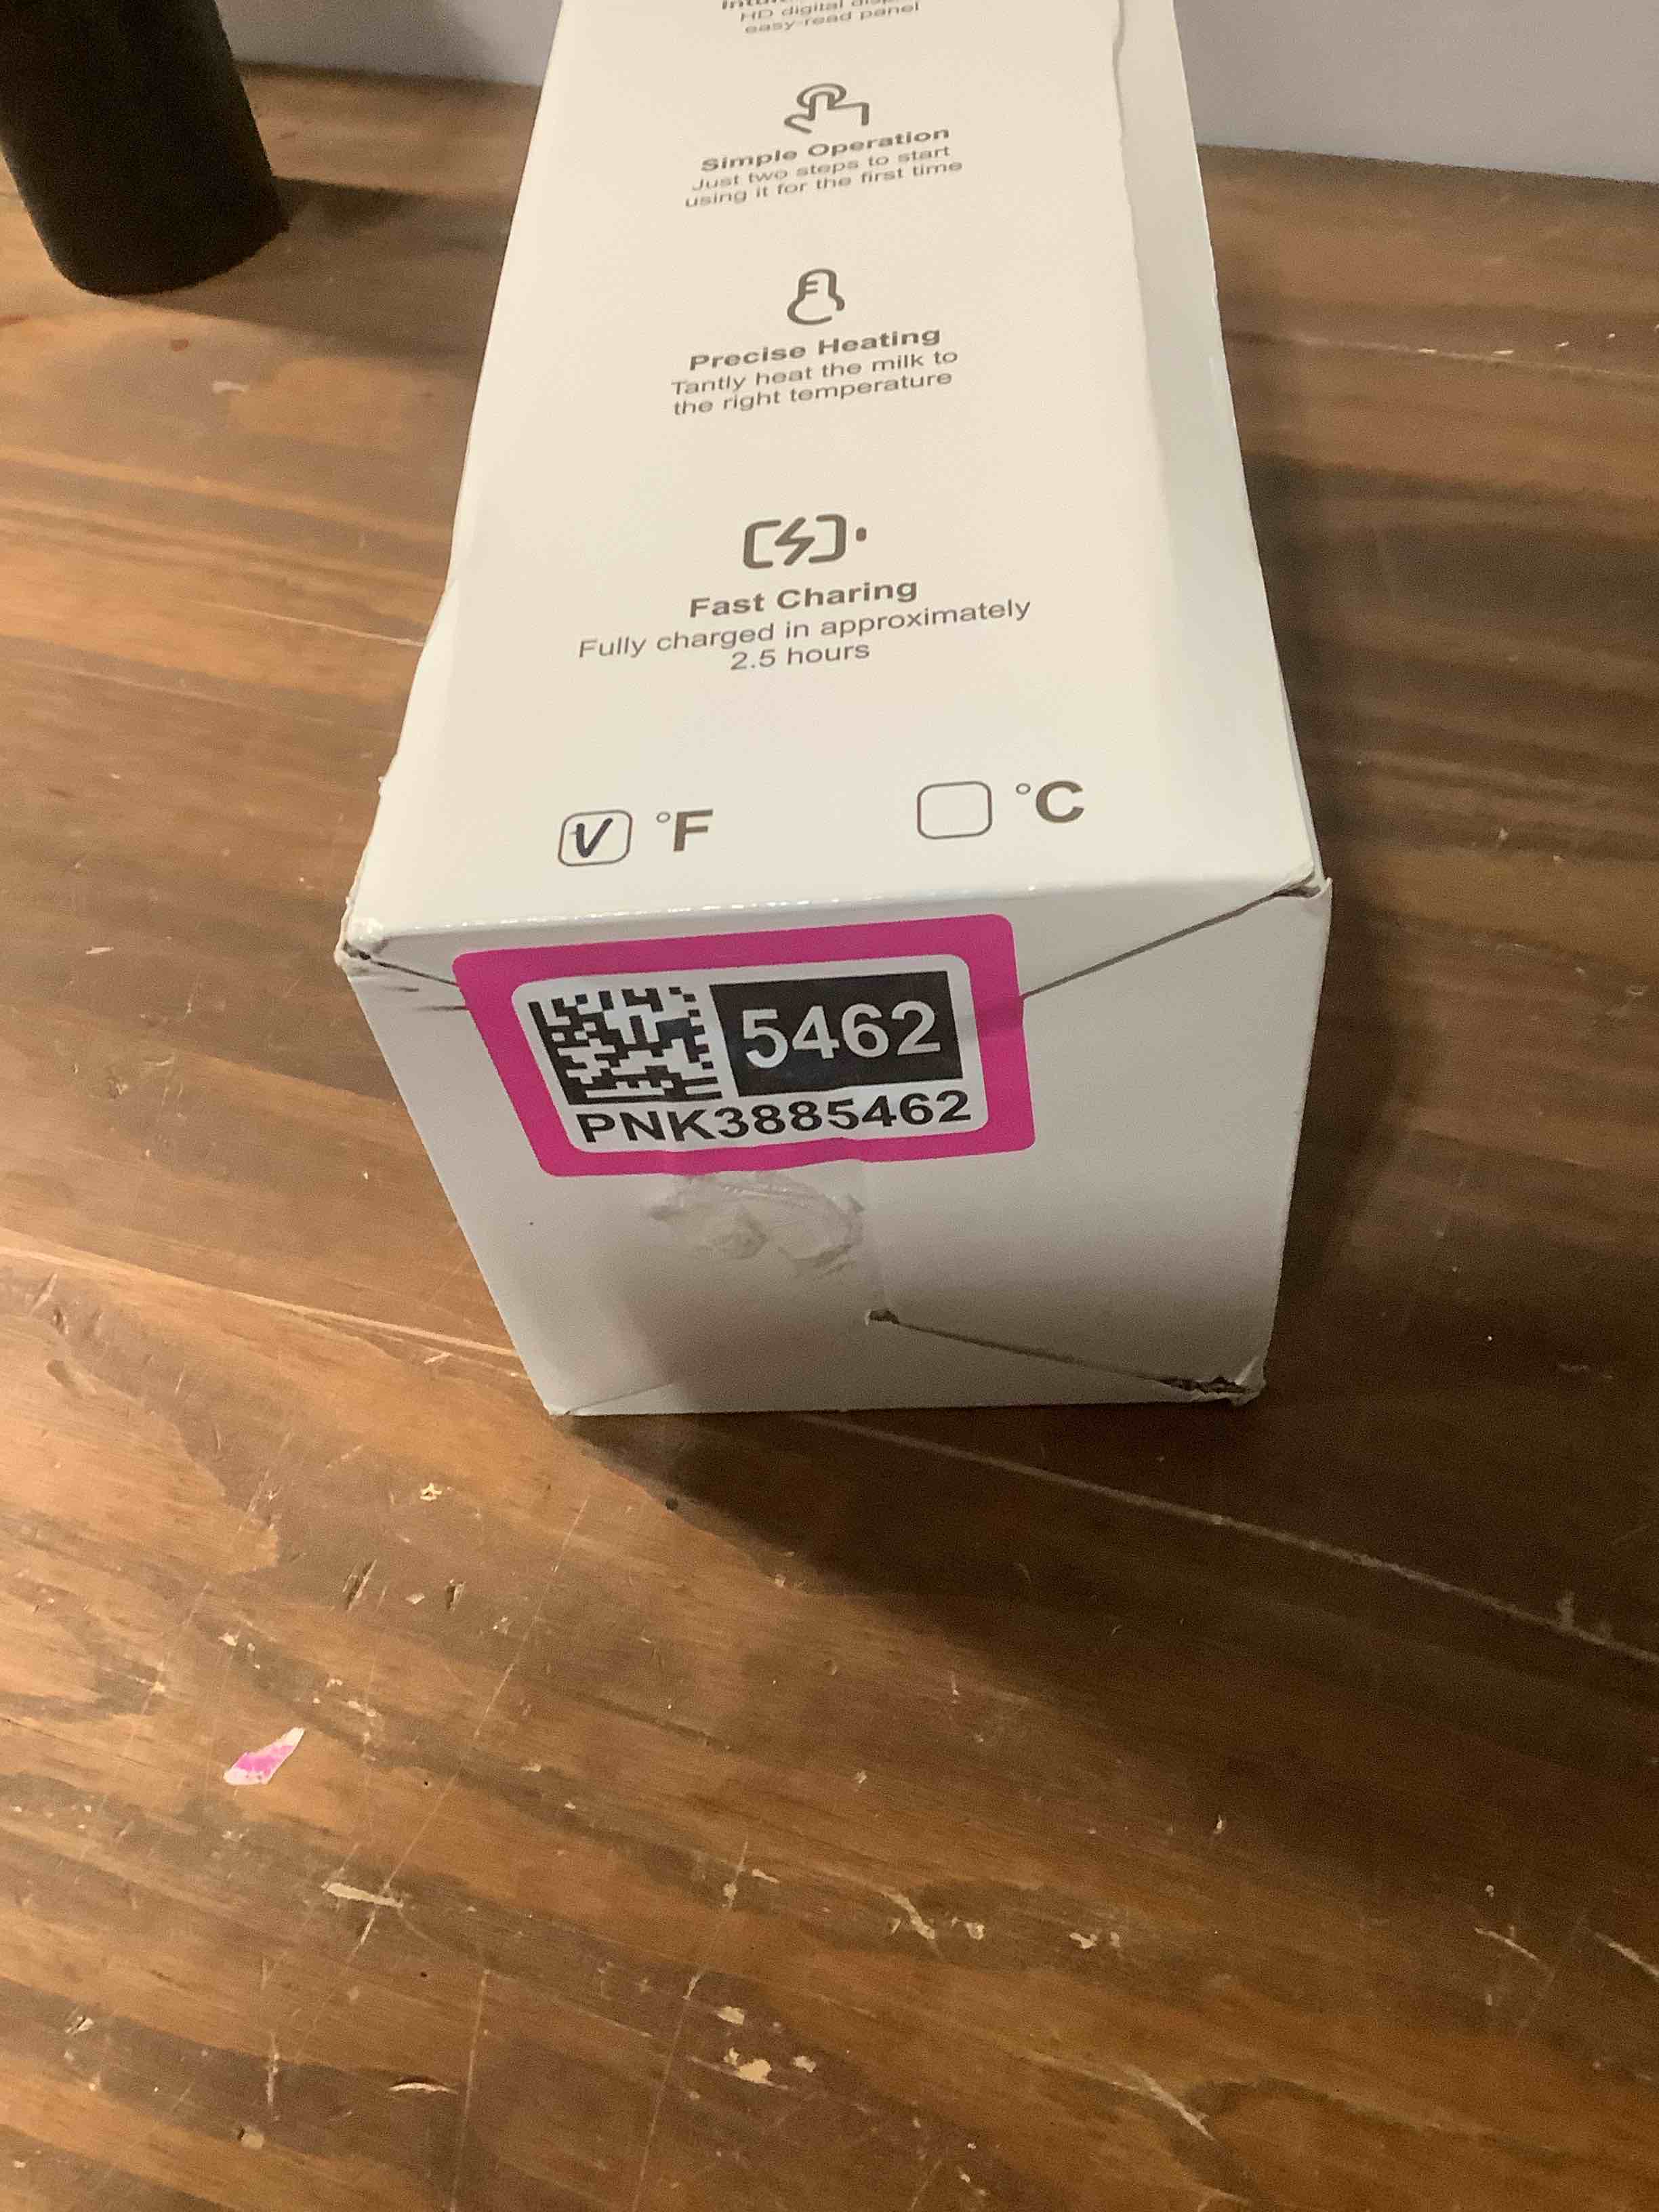 HD digital
easy-read panel
Simple Operation
Just two steps to start
using it for the first time
Precise Heating
Tantly heat the milk to
the right temperature
Fast Charing
Fully charged in approximately
2.5 hours
V °F °C
5462
PNK3885462